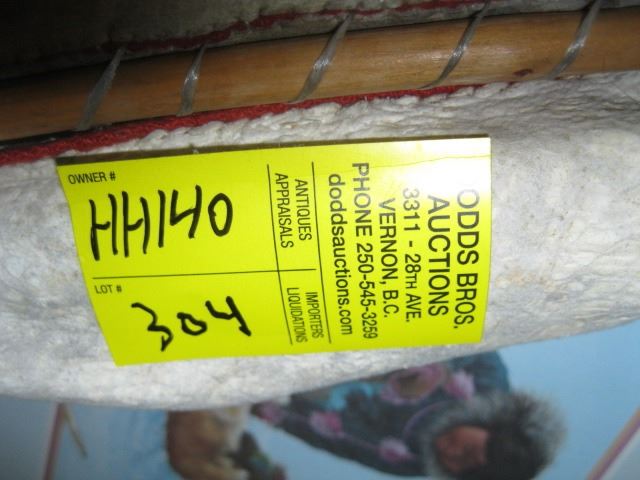 ODDS BROS.
AUCTIONS
3311 - 28TH AVE.
VERNON, B.C.
PHONE 250-545-3259
doddsauctions.com
ANTIQUES
APPRAISALS
IMPORTERS
LIQUIDATIONS
OWNER #
HH140
LOT #
304